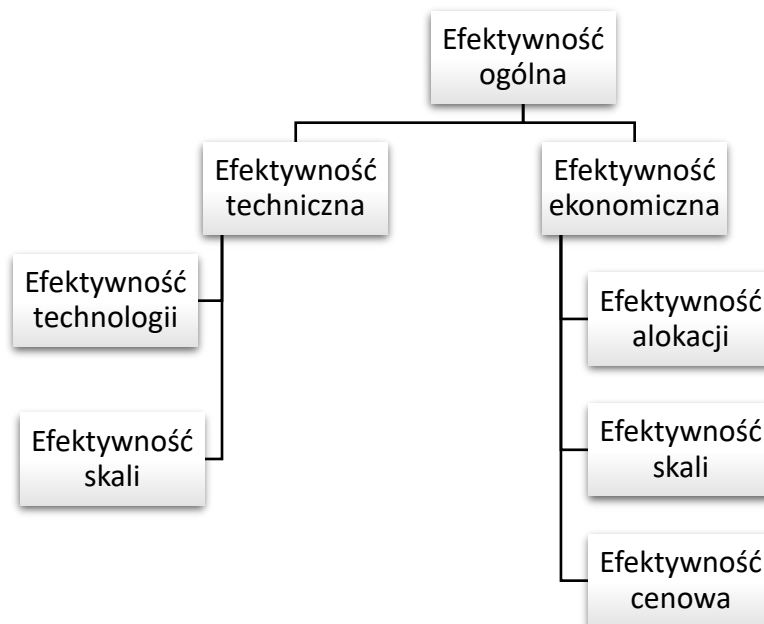 Efektywność
ogólna
Efektywność
techniczna
Efektywność
ekonomiczna
Efektywność
technologii
Efektywność
skali
Efektywność
alokacji
Efektywność
skali
Efektywność
cenowa